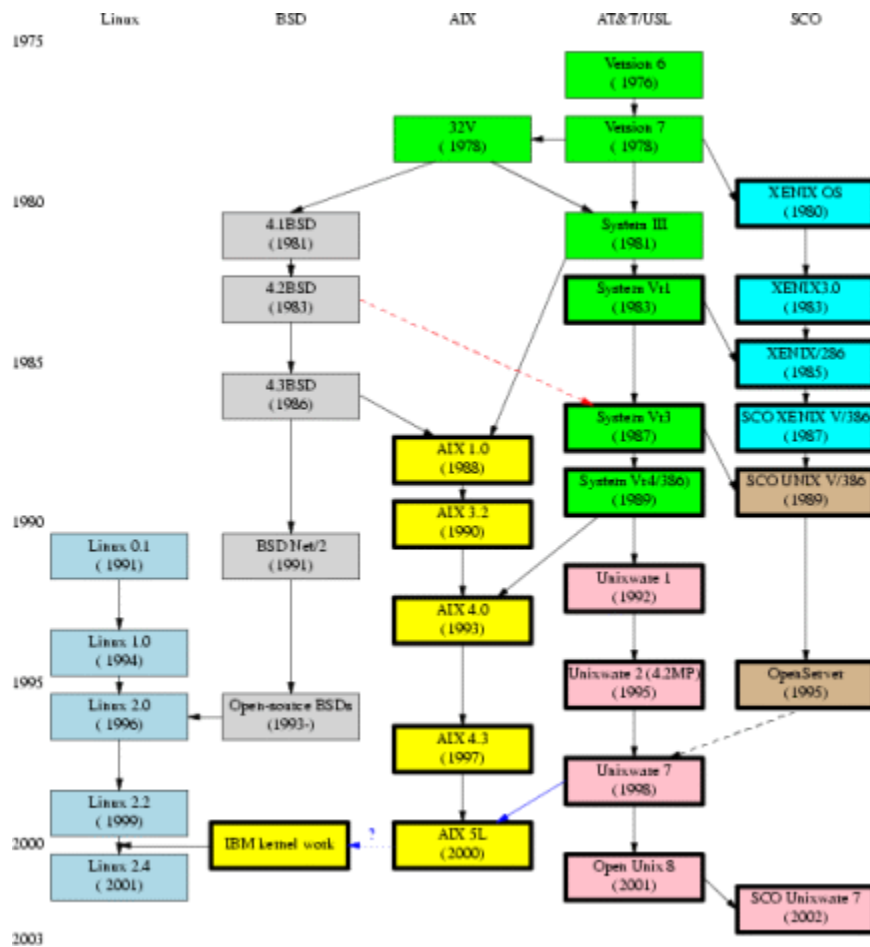 Linux BSD AIX AT&T/USL SCO
1975
Version 6
( 1976)
32V
( 1978)
Version 7
( 1978)
1980
XENIX OS
(1980)
4.1BSD
(1981)
System III
( 1981)
4.2BSD
(1983)
System Vr1
(1983)
XENIX3.0
(1983)
1985
XENIX/286
(1985)
4.3BSD
(1986)
System Vr3
(1987)
SCO XENIX V/386
(1987)
AIX 1.0
(1988)
System Vr4/386)
(1989)
SCO UNIX V/386
(1989)
1990
AIX 3.2
(1990)
Linux 0.1
( 1991)
BSD Net/2
(1991)
Unixware 1
(1992)
AIX 4.0
(1993)
Linux 1.0
( 1994)
1995
Unixware 2 (4.2MP)
(1995)
OpenServer
(1995)
Linux 2.0
(1996)
Open-source BSDs
(1993-)
AIX 4.3
(1997)
Unixware 7
(1998)
Linux 2.2
(1999)
2000
IBM kernel work
?
AIX 5L
(2000)
Linux 2.4
(2001)
Open Unix 8
(2001)
SCO Unixware 7
(2002)
2003